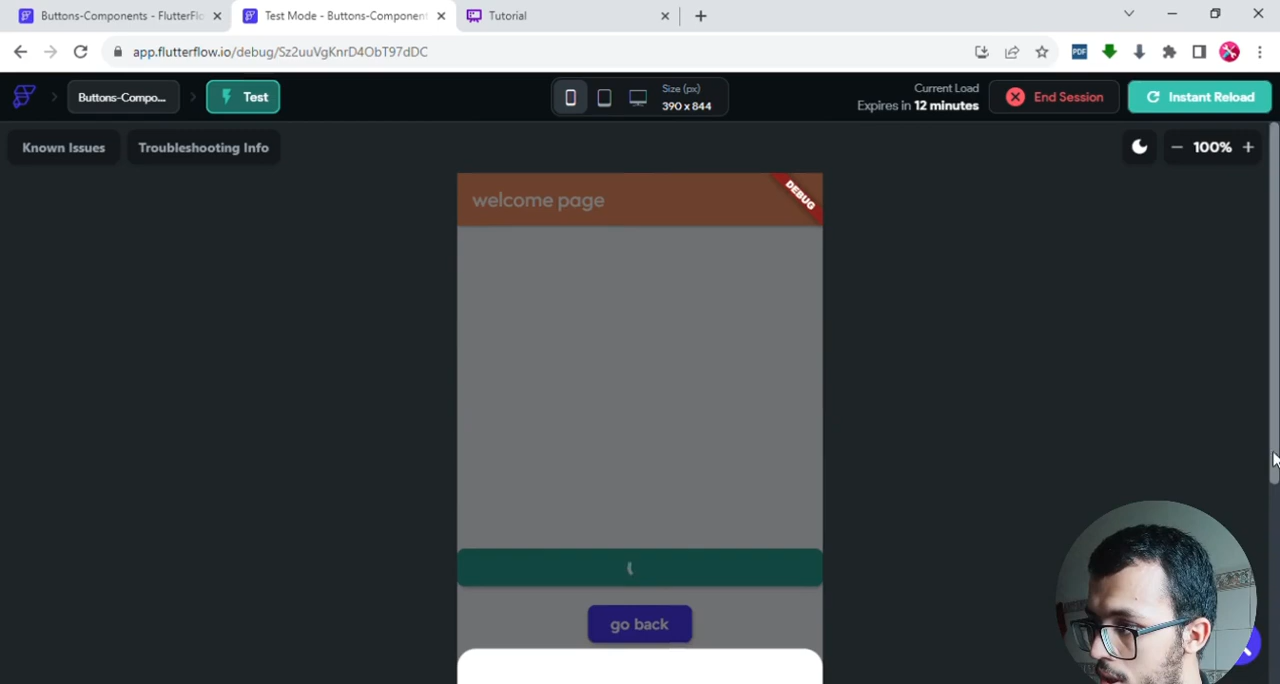 Buttons-Components - FlutterFlo
Test Mode - Buttons-Component
Tutorial
app.flutterflow.io/debug/Sz2uuVgKnrD4ObT97dDC
PDF
Buttons-Compo...
Test
Size (px)
390 x 844
Current Load
Expires in 12 minutes
End Session
Instant Reload
Known Issues
Troubleshooting Info
100%
welcome page
DEBUG
go back